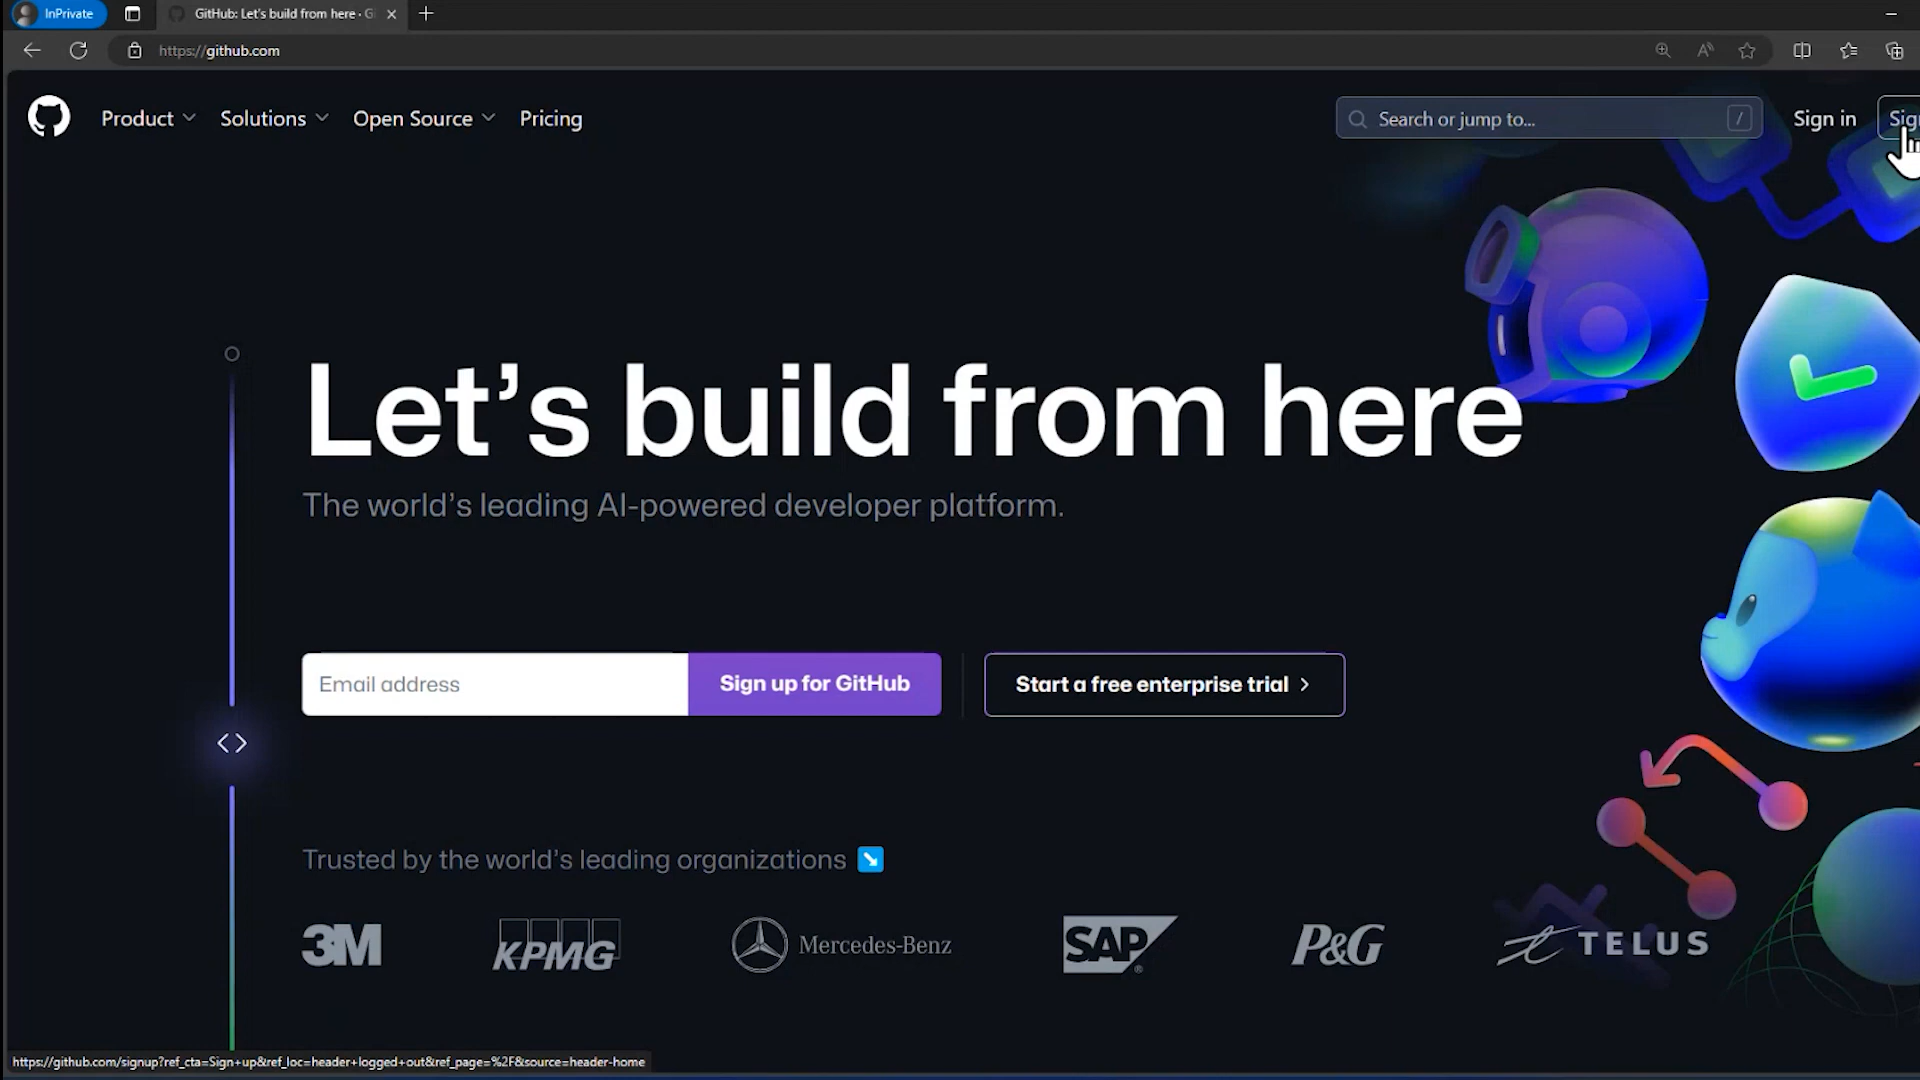 InPrivate
GitHub: Let's build from here · G
https://github.com
Product
Solutions
Open Source
Pricing
Search or jump to...
/
Sign in
Sig
Let's build from here
The world's leading AI-powered developer platform.
Email address
Sign up for GitHub
Start a free enterprise trial
Trusted by the world's leading organizations
3M
KPMG
Mercedes-Benz
SAP
P&G
TELUS
https://github.com/signup?ref_cta=Sign+up&ref_loc=header+logged+out&ref_page=%2F&source=header-home